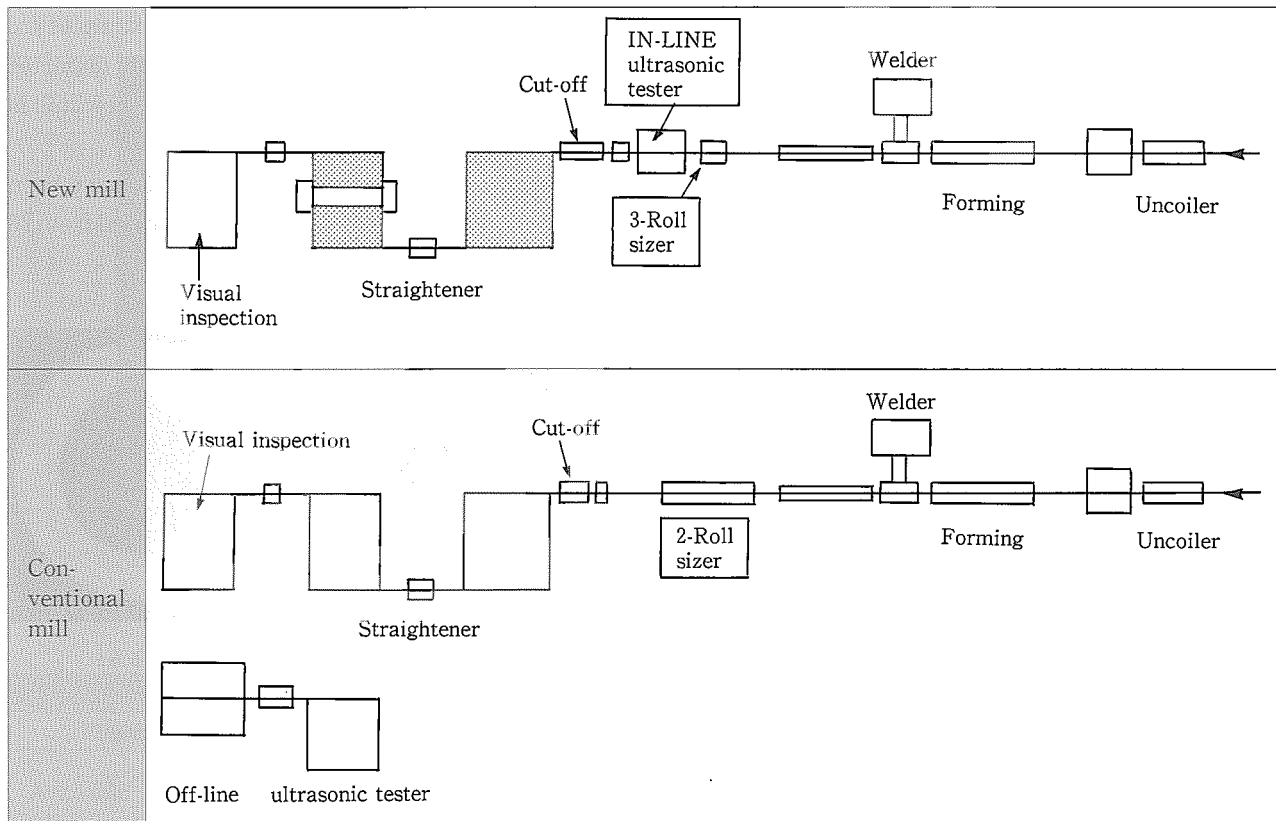 New mill
IN-LINE
ultrasonic
tester
Welder
Cut-off
3-Roll
sizer
Forming
Uncoiler
Straightener
Visual
inspection
Con-
ventional
mill
Visual inspection
Cut-off
Welder
2-Roll
sizer
Forming
Uncoiler
Straightener
Off-line ultrasonic tester